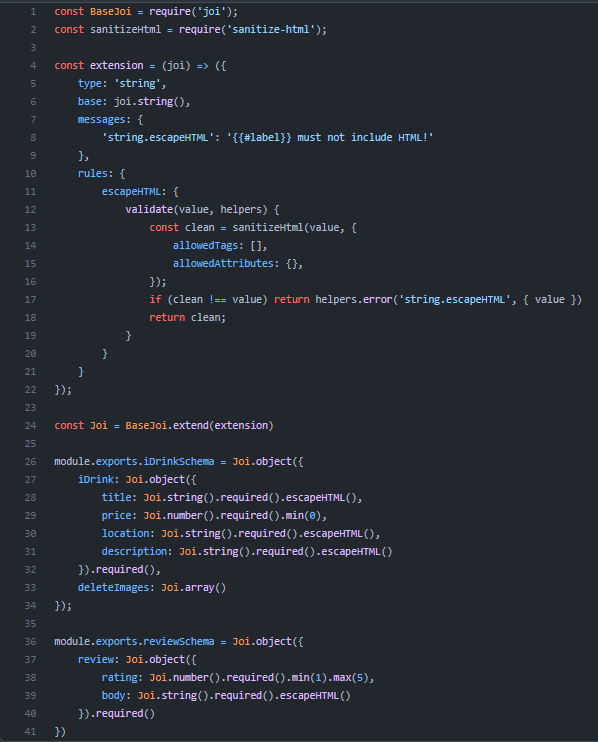 1 const BaseJoi = require('joi');
2 const sanitizeHtml = require('sanitize-html');
3
4 const extension = (joi) => ({
5     type: 'string',
6     base: joi.string(),
7     messages: {
8         'string.escapeHTML': '{{#label}} must not include HTML!'
9     },
10     rules: {
11         escapeHTML: {
12             validate(value, helpers) {
13                 const clean = sanitizeHtml(value, {
14                     allowedTags: [],
15                     allowedAttributes: {},
16                 });
17                 if (clean !== value) return helpers.error('string.escapeHTML', { value })
18                 return clean;
19             }
20         }
21     }
22 });
23
24 const Joi = BaseJoi.extend(extension)
25
26 module.exports.iDrinkSchema = Joi.object({
27     iDrink: Joi.object({
28         title: Joi.string().required().escapeHTML(),
29         price: Joi.number().required().min(0),
30         location: Joi.string().required().escapeHTML(),
31         description: Joi.string().required().escapeHTML()
32     }).required(),
33     deleteImages: Joi.array()
34 });
35
36 module.exports.reviewSchema = Joi.object({
37     review: Joi.object({
38         rating: Joi.number().required().min(1).max(5),
39         body: Joi.string().required().escapeHTML()
40     }).required()
41 })